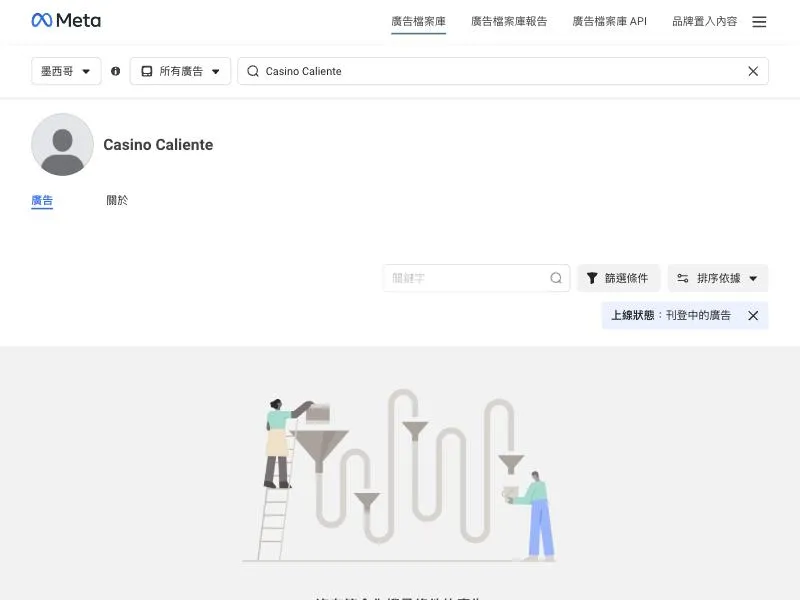 Meta
廣告檔案庫
廣告檔案庫報告
廣告檔案庫 API
品牌置入內容
墨西哥
所有廣告
Casino Caliente
Casino Caliente
廣告
關於
關鍵字
篩選條件
排序依據
上線狀態：刊登中的廣告